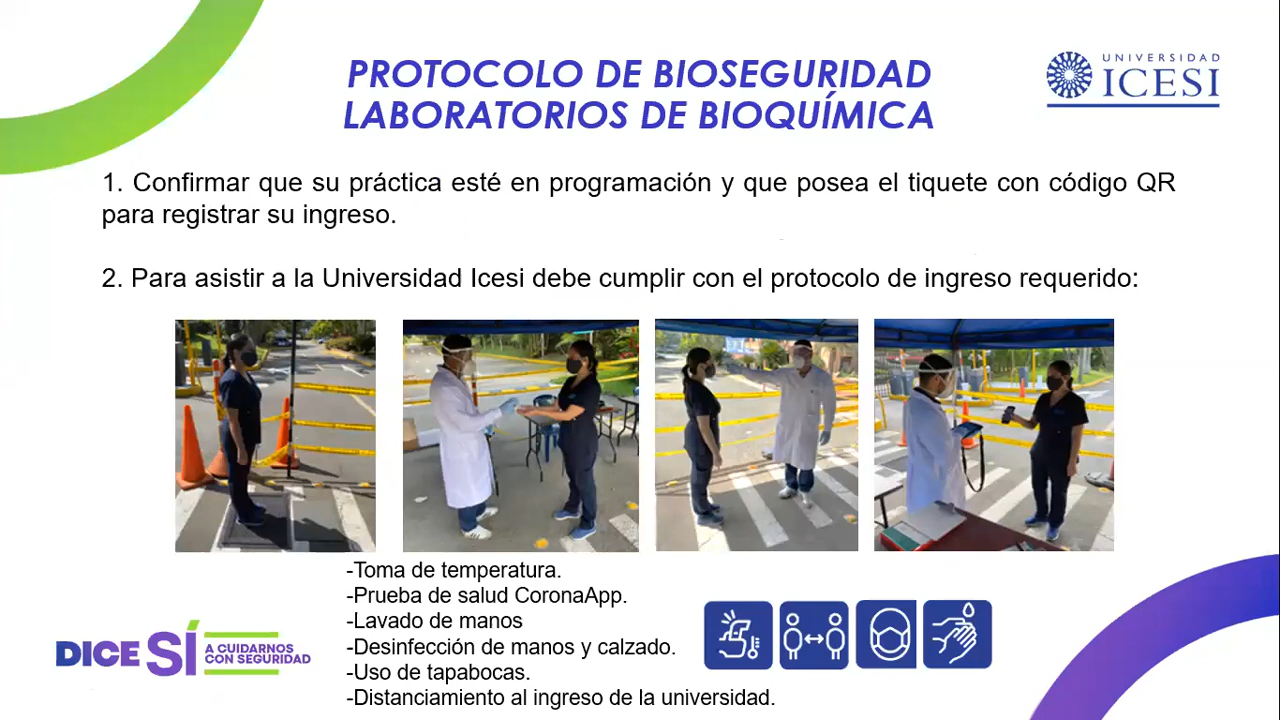 PROTOCOLO DE BIOSEGURIDAD
LABORATORIOS DE BIOQUÍMICA
UNIVERSIDAD
ICESI
1. Confirmar que su práctica esté en programación y que posea el tiquete con código QR
para registrar su ingreso.
2. Para asistir a la Universidad Icesi debe cumplir con el protocolo de ingreso requerido:
-Toma de temperatura.
-Prueba de salud CoronaApp.
-Lavado de manos
-Desinfección de manos y calzado.
-Uso de tapabocas.
-Distanciamiento al ingreso de la universidad.
DICE SÍ
A CUIDARNOS
CON SEGURIDAD